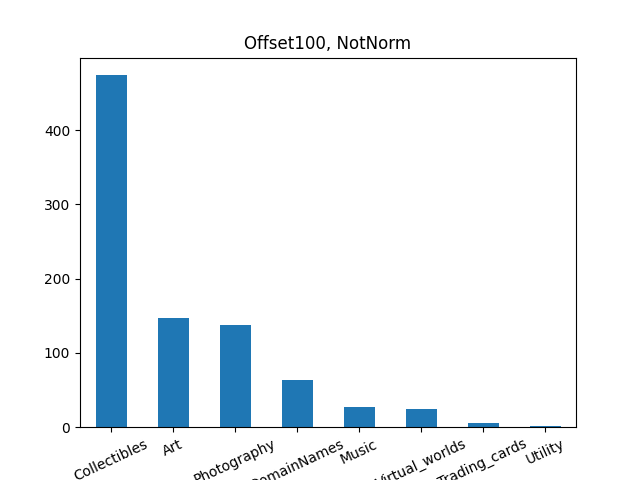 Offset100, NotNorm
400
300
200
100
0
Collectibles
Art
Photography
DomainNames
Music
Virtual_worlds
Trading_cards
Utility